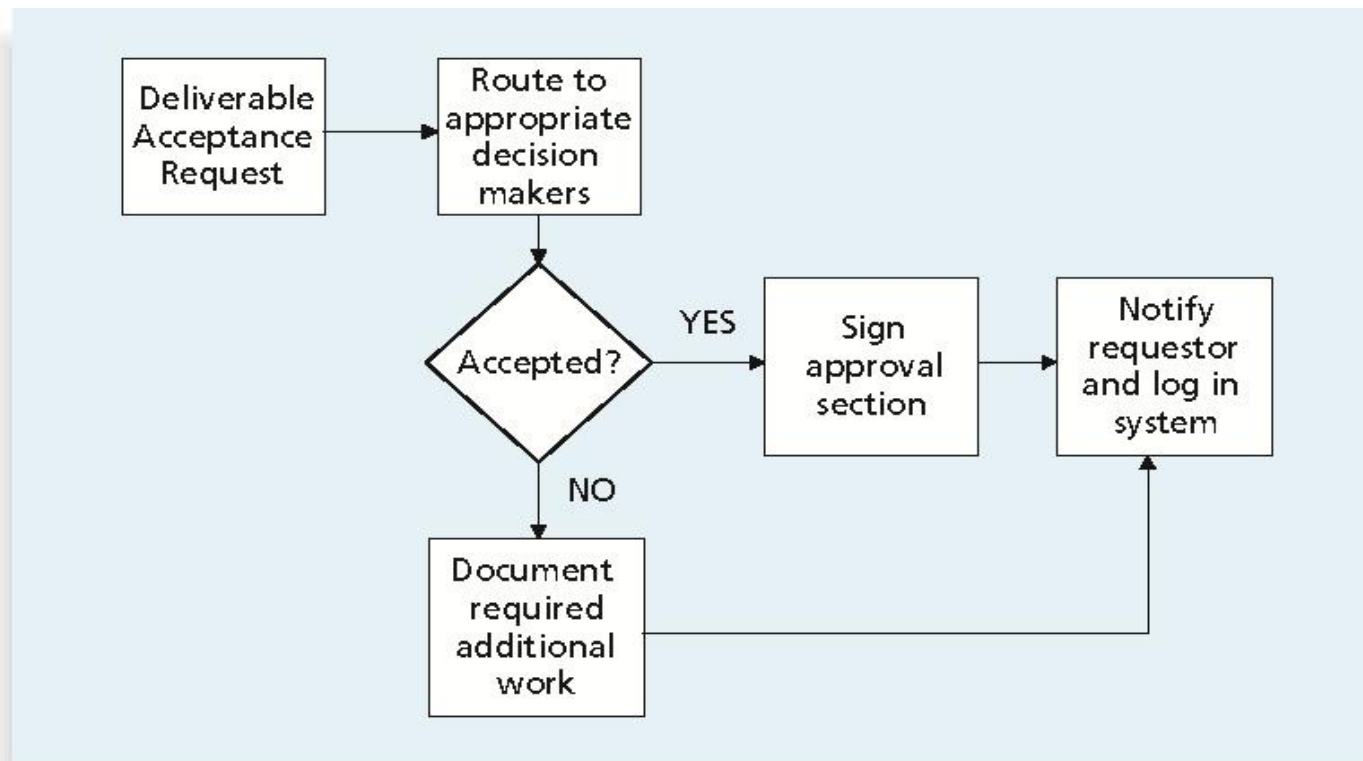 Deliverable
Acceptance
Request
Route to
appropriate
decision
makers
Accepted?
YES
Sign
approval
section
Notify
requestor
and log in
system
NO
Document
required
additional
work